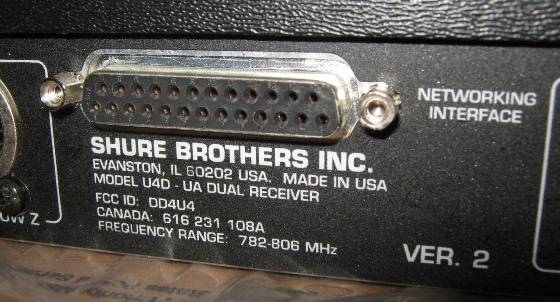 NETWORKING
INTERFACE
SHURE BROTHERS INC.
EVANSTON, IL 60202 USA. MADE IN USA
MODEL U4D - UA DUAL RECEIVER
FCC ID: DD4U4
CANADA: 616 231 108A
FREQUENCY RANGE: 782-806 MHz
VER. 2
OW Z